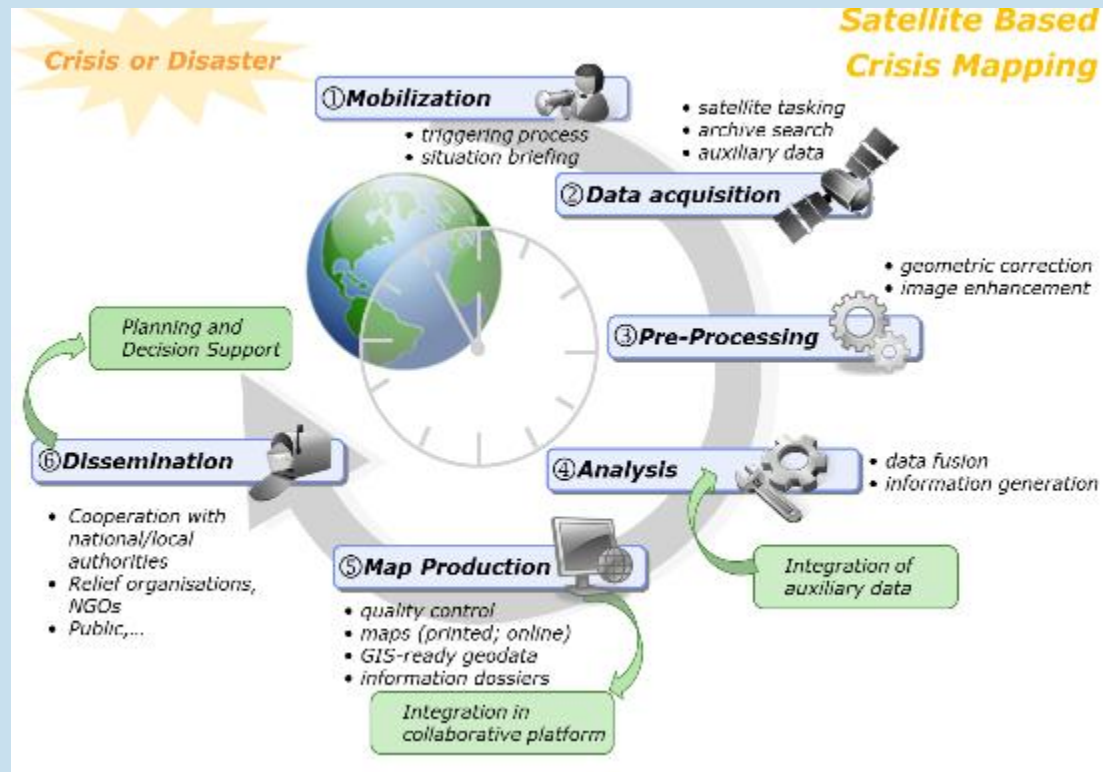 Crisis or Disaster
Satellite Based
Crisis Mapping
①Mobilization
• triggering process
• situation briefing
• satellite tasking
• archive search
• auxiliary data
②Data acquisition
• geometric correction
• image enhancement
③Pre-Processing
④Analysis
• data fusion
• information generation
Integration of
auxiliary data
⑤Map Production
• quality control
• maps (printed; online)
• GIS-ready geodata
• information dossiers
Integration in
collaborative platform
⑥Dissemination
• Cooperation with
national/local
authorities
• Relief organisations,
NGOs
• Public,...
Planning and
Decision Support